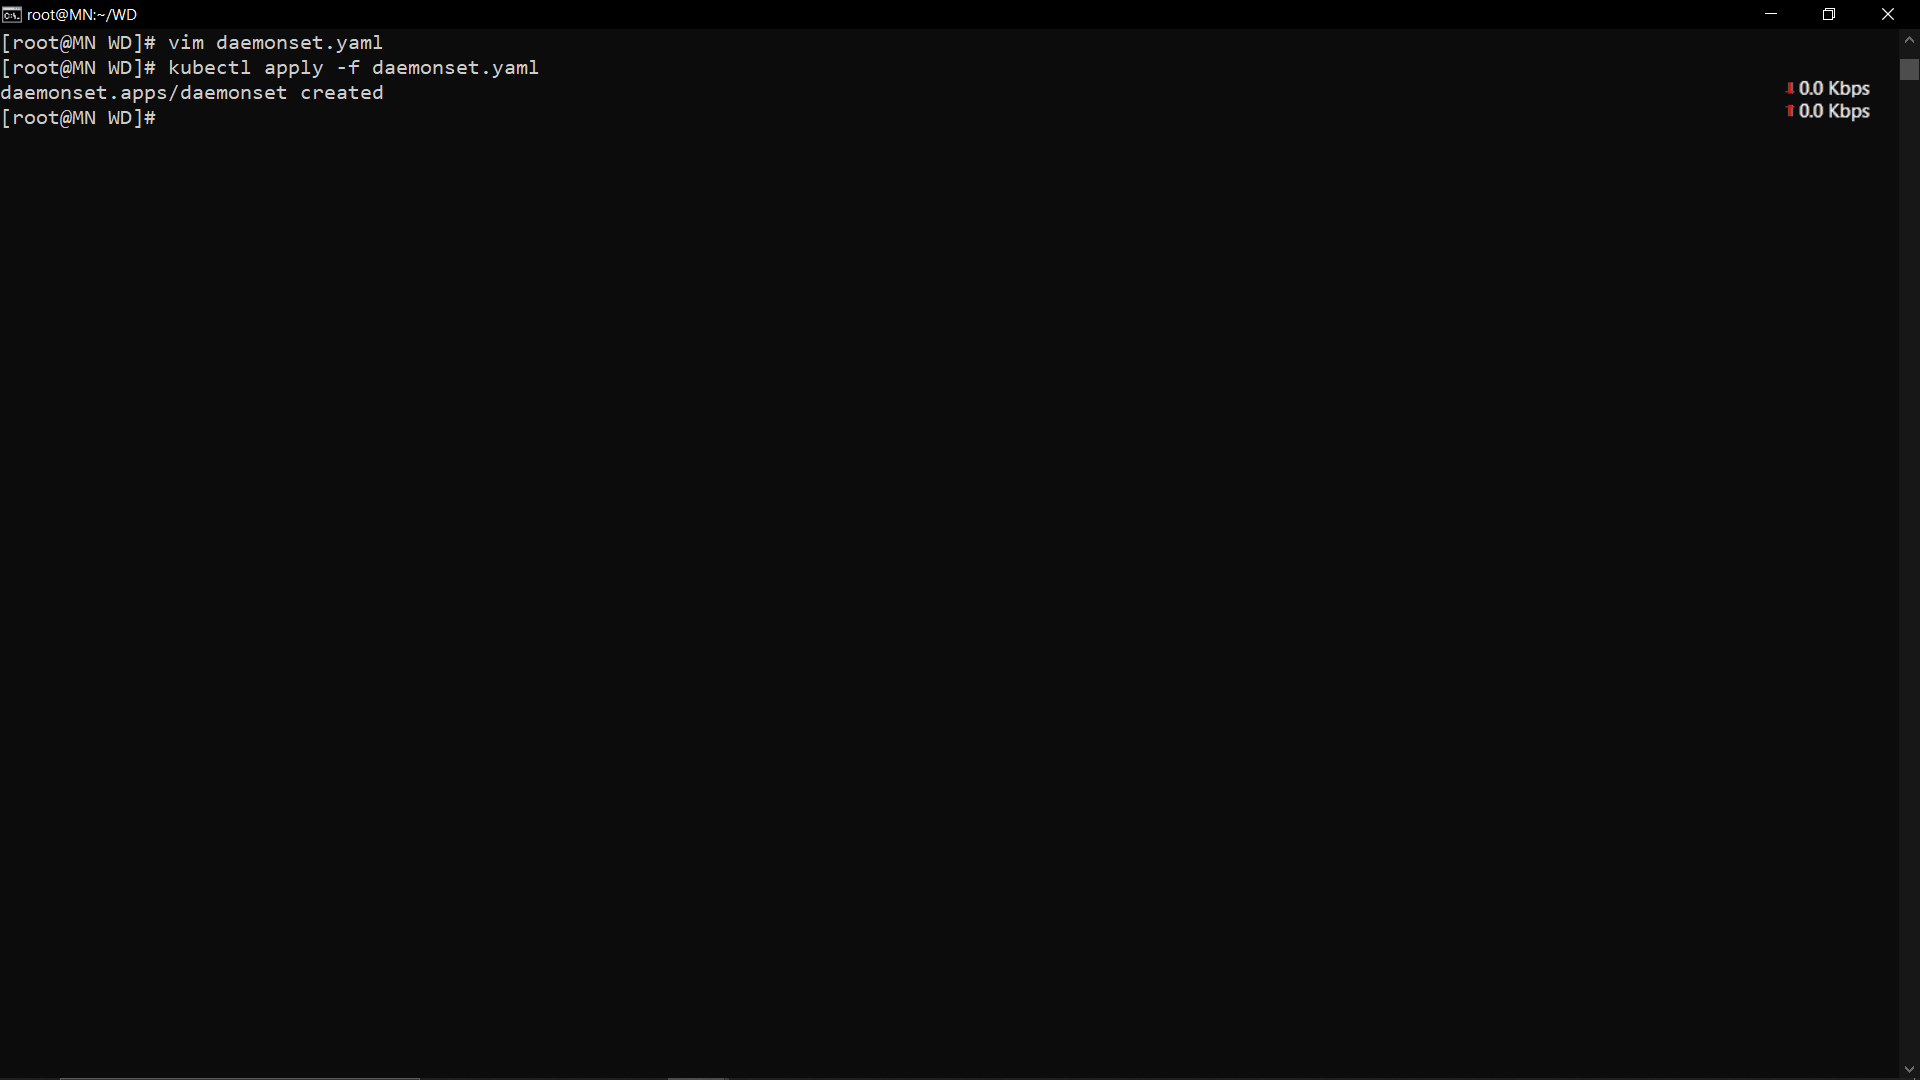 root@MN:~/WD
[root@MN WD]# vim daemonset.yaml
[root@MN WD]# kubectl apply -f daemonset.yaml
daemonset.apps/daemonset created
[root@MN WD]#
0.0 Kbps
0.0 Kbps